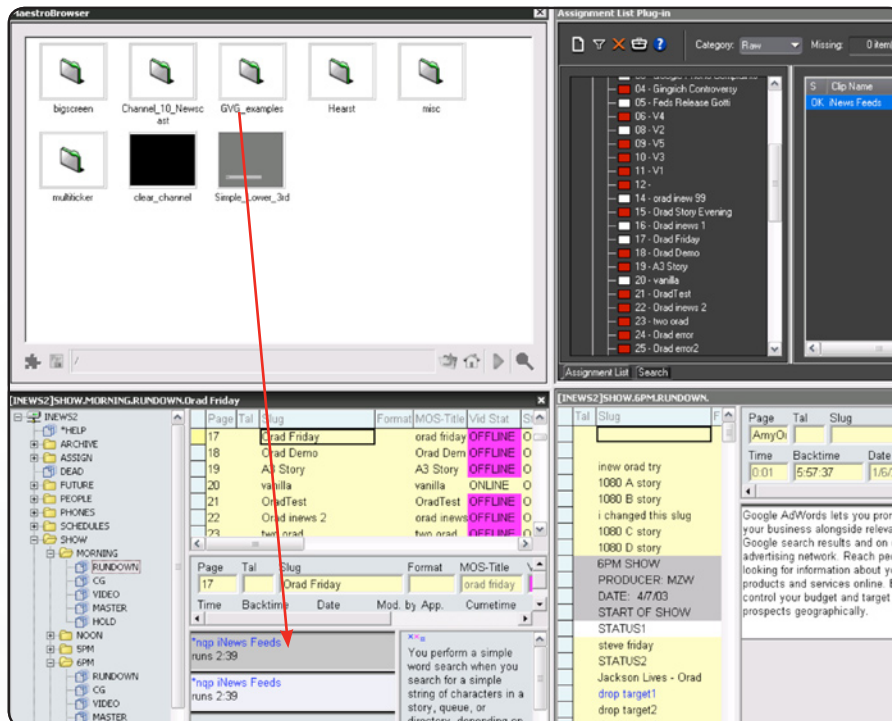 MaestroBrowser
bigscreen
Channel_10_Newsc
ast
GVG_examples
Hearst
misc
multiticker
clear_channel
Simple_Lower_3rd
/
Assignment List Plug-in
Category: Raw
Missing: 0 item
04 - Gingrich Controversy
05 - Feds Release Gotti
06 - V4
08 - V2
09 - V5
10 - V3
11 - V1
12 -
14 - orad inew 99
15 - Orad Story Evening
16 - Orad inews 1
17 - Orad Friday
18 - Orad Demo
19 - A3 Story
20 - vanilla
21 - OradTest
22 - Orad inews 2
23 - two orad
24 - Orad error
25 - Orad error2
S Clip Name
OK iNews Feeds
Assignment List Search
[INEWS2]SHOW.MORNING.RUNDOWN.Orad Friday
INEWS2
*HELP
ARCHIVE
ASSIGN
DEAD
FUTURE
PEOPLE
PHONES
SCHEDULES
SHOW
MORNING
RUNDOWN
CG
VIDEO
MASTER
HOLD
NOON
5PM
6PM
RUNDOWN
CG
VIDEO
MASTER
Page Tal Slug Format MOS-Title Vid Stat
17 Orad Friday orad friday OFFLINE
18 Orad Demo Orad Dem OFFLINE
19 A3 Story A3 Story OFFLINE
20 vanilla vanilla ONLINE
21 OradTest OradTest OFFLINE
22 Orad inews 2 orad inews OFFLINE
23 two orad two orad OFFLINE
Page Tal Slug Format MOS-Title
17 Orad Friday orad friday
Time Backtime Date Mod. by App. Cumetime
*nqp iNews Feeds
runs 2:39
*nqp iNews Feeds
runs 2:39
You perform a simple
word search when you
search for a simple
string of characters in a
story, queue, or
directory, depending on
[INEWS2]SHOW.6PM.RUNDOWN.
Tal Slug F
inew orad try
1080 A story
1080 B story
i changed this slug
1080 C story
1080 D story
6PM SHOW
PRODUCER: MZW
DATE: 4/7/03
START OF SHOW
STATUS1
steve friday
STATUS2
Jackson Lives - Orad
drop target1
drop target2
Page Tal Slug
AmyO
Time Backtime Date
0:01 5:57:37 1/6/
Google AdWords lets you pron
your business alongside releva
Google search results and on
advertising network. Reach pe
looking for information about yo
products and services online.
control your budget and target
prospects geographically.